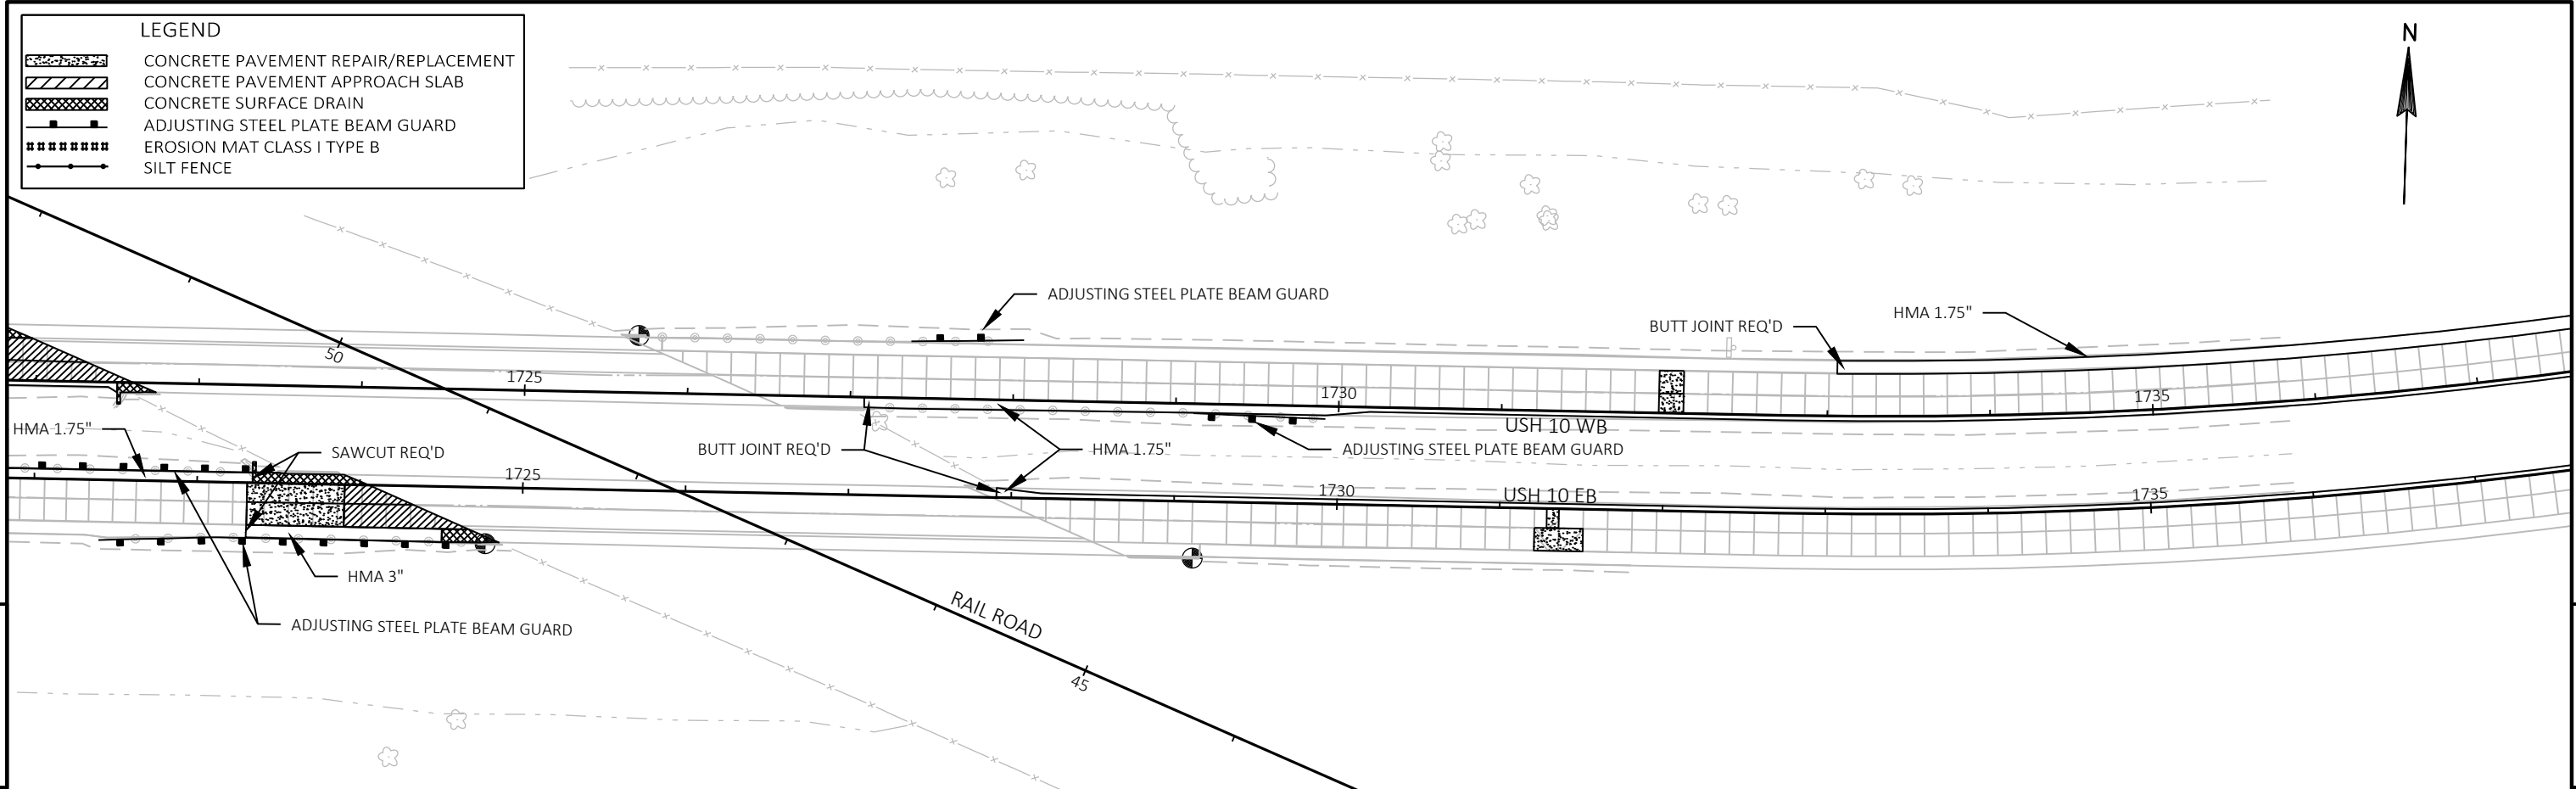 LEGEND
CONCRETE PAVEMENT REPAIR/REPLACEMENT
CONCRETE PAVEMENT APPROACH SLAB
CONCRETE SURFACE DRAIN
ADJUSTING STEEL PLATE BEAM GUARD
EROSION MAT CLASS I TYPE B
SILT FENCE
N
ADJUSTING STEEL PLATE BEAM GUARD
HMA 1.75"
BUTT JOINT REQ'D
50
1725
1730
1735
USH 10 WB
HMA 1.75"
SAWCUT REQ'D
BUTT JOINT REQ'D
HMA 1.75"
ADJUSTING STEEL PLATE BEAM GUARD
1725
1730
USH 10 EB
1735
HMA 3"
RAIL ROAD
ADJUSTING STEEL PLATE BEAM GUARD
45